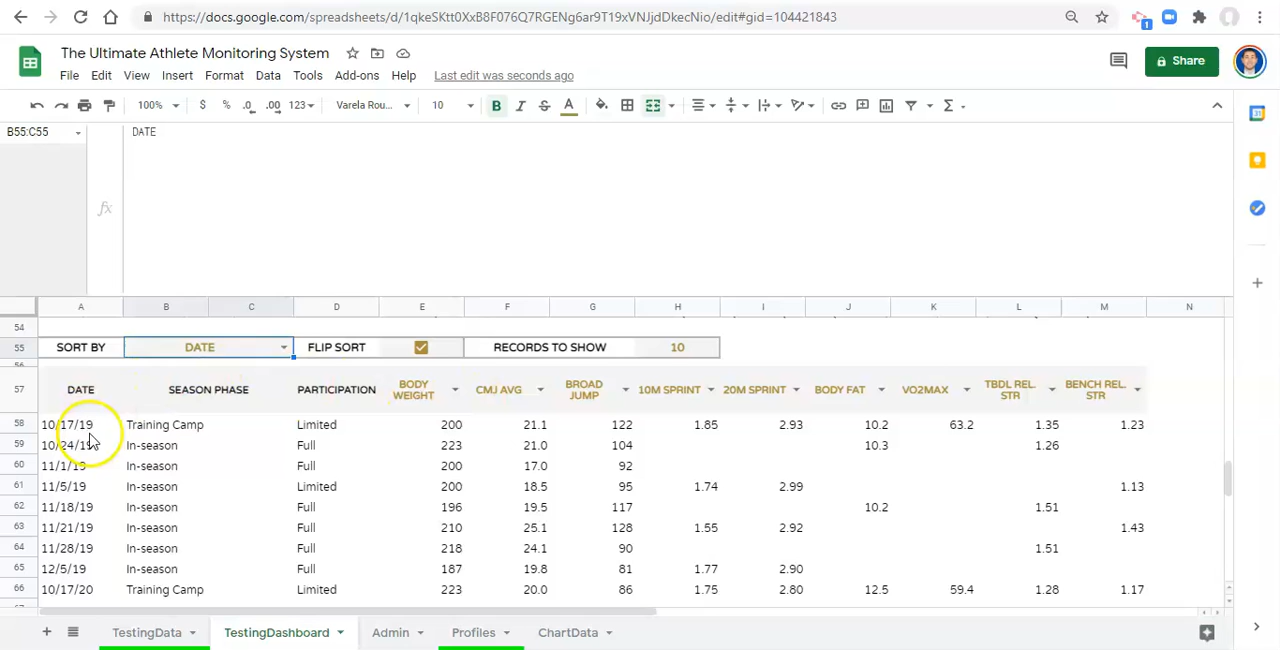 https://docs.google.com/spreadsheets/d/1qkeSKtt0XxB8F076Q7RGENg6ar9T19xVNJjdDkecNio/edit#gid=104421843
1
The Ultimate Athlete Monitoring System
File Edit View Insert Format Data Tools Add-ons Help Last edit was seconds ago
Share
100% $ % .0 .00 123 Varela Rou... 10 B I S A Σ
B55:C55 DATE
fx
A B C D E F G H I J K L M N
54
55 SORT BY DATE FLIP SORT RECORDS TO SHOW 10
56
57 DATE SEASON PHASE PARTICIPATION BODY WEIGHT CMJ AVG BROAD JUMP 10M SPRINT 20M SPRINT BODY FAT VO2MAX TBDL REL. STR BENCH REL. STR
58 10/17/19 Training Camp Limited 200 21.1 122 1.85 2.93 10.2 63.2 1.35 1.23
59 10/24/19 In-season Full 223 21.0 104 10.3 1.26
60 11/1/19 In-season Full 200 17.0 92
61 11/5/19 In-season Limited 200 18.5 95 1.74 2.99 1.13
62 11/18/19 In-season Full 196 19.5 117 10.2 1.51
63 11/21/19 In-season Full 210 25.1 128 1.55 2.92 1.43
64 11/28/19 In-season Full 218 24.1 90 1.51
65 12/5/19 In-season Full 187 19.8 81 1.77 2.90
66 10/17/20 Training Camp Limited 223 20.0 86 1.75 2.80 12.5 59.4 1.28 1.17
TestingData TestingDashboard Admin Profiles ChartData